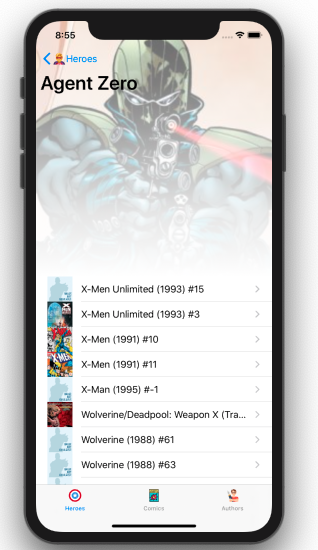 8:55
Heroes
Agent Zero
X-Men Unlimited (1993) #15
X-Men Unlimited (1993) #3
X-Men (1991) #10
X-Men (1991) #11
X-Man (1995) #-1
Wolverine/Deadpool: Weapon X (Tra...
Wolverine (1988) #61
Wolverine (1988) #63
Heroes
Comics
Authors